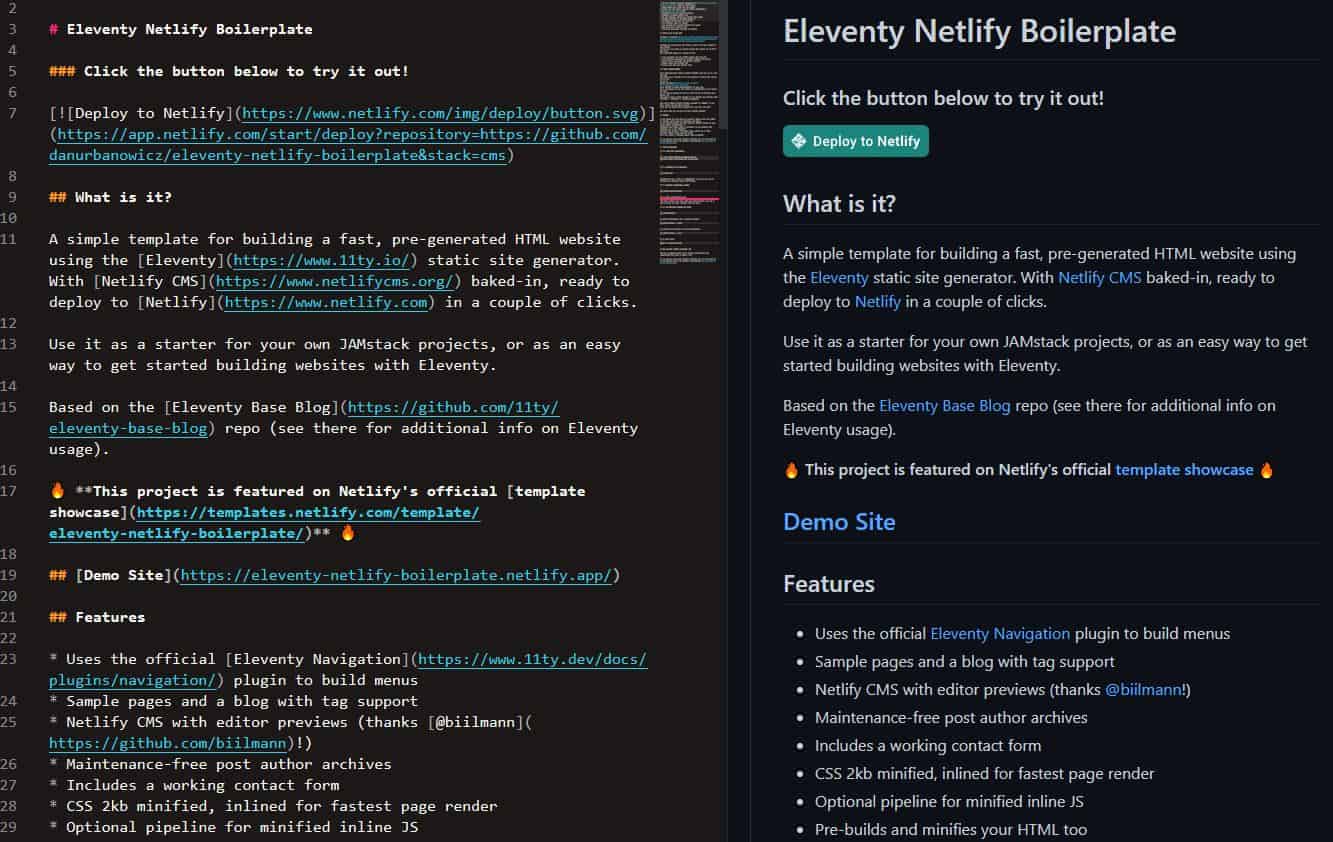 2
3 # Eleventy Netlify Boilerplate
4
5 ### Click the button below to try it out!
6
7 [![Deploy to Netlify](https://www.netlify.com/img/deploy/button.svg)]
(https://app.netlify.com/start/deploy?repository=https://github.com/
danurbanowicz/eleventy-netlify-boilerplate&stack=cms)
8
9 ## What is it?
10
11 A simple template for building a fast, pre-generated HTML website
using the [Eleventy](https://www.11ty.io/) static site generator.
With [Netlify CMS](https://www.netlifycms.org/) baked-in, ready to
deploy to [Netlify](https://www.netlify.com) in a couple of clicks.
12
13 Use it as a starter for your own JAMstack projects, or as an easy
way to get started building websites with Eleventy.
14
15 Based on the [Eleventy Base Blog](https://github.com/11ty/
eleventy-base-blog) repo (see there for additional info on Eleventy
usage).
16
17 🔥 **This project is featured on Netlify's official [template
showcase](https://templates.netlify.com/template/
eleventy-netlify-boilerplate/)** 🔥
18
19 ## [Demo Site](https://eleventy-netlify-boilerplate.netlify.app/)
20
21 ## Features
22
23 * Uses the official [Eleventy Navigation](https://www.11ty.dev/docs/
plugins/navigation/) plugin to build menus
24 * Sample pages and a blog with tag support
25 * Netlify CMS with editor previews (thanks [@biilmann](
https://github.com/biilmann)!)
26 * Maintenance-free post author archives
27 * Includes a working contact form
28 * CSS 2kb minified, inlined for fastest page render
29 * Optional pipeline for minified inline JS
Eleventy Netlify Boilerplate
Click the button below to try it out!
Deploy to Netlify
What is it?
A simple template for building a fast, pre-generated HTML website using
the Eleventy static site generator. With Netlify CMS baked-in, ready to
deploy to Netlify in a couple of clicks.
Use it as a starter for your own JAMstack projects, or as an easy way to get
started building websites with Eleventy.
Based on the Eleventy Base Blog repo (see there for additional info on
Eleventy usage).
🔥 This project is featured on Netlify's official template showcase 🔥
Demo Site
Features
• Uses the official Eleventy Navigation plugin to build menus
• Sample pages and a blog with tag support
• Netlify CMS with editor previews (thanks @biilmann!)
• Maintenance-free post author archives
• Includes a working contact form
• CSS 2kb minified, inlined for fastest page render
• Optional pipeline for minified inline JS
• Pre-builds and minifies your HTML too